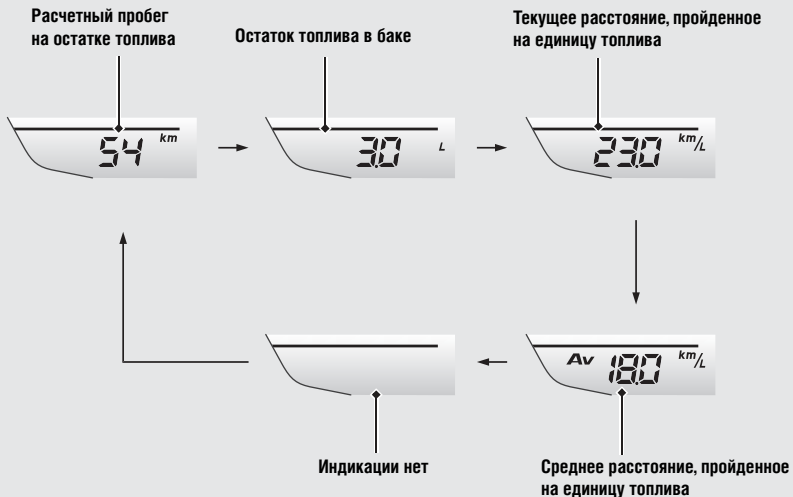 Расчетный пробег
на остатке топлива
Остаток топлива в баке
Текущее расстояние, пройденное
на единицу топлива
54 km
3.0 L
23.0 km/L
Av 18.0 km/L
Индикации нет
Среднее расстояние, пройденное
на единицу топлива